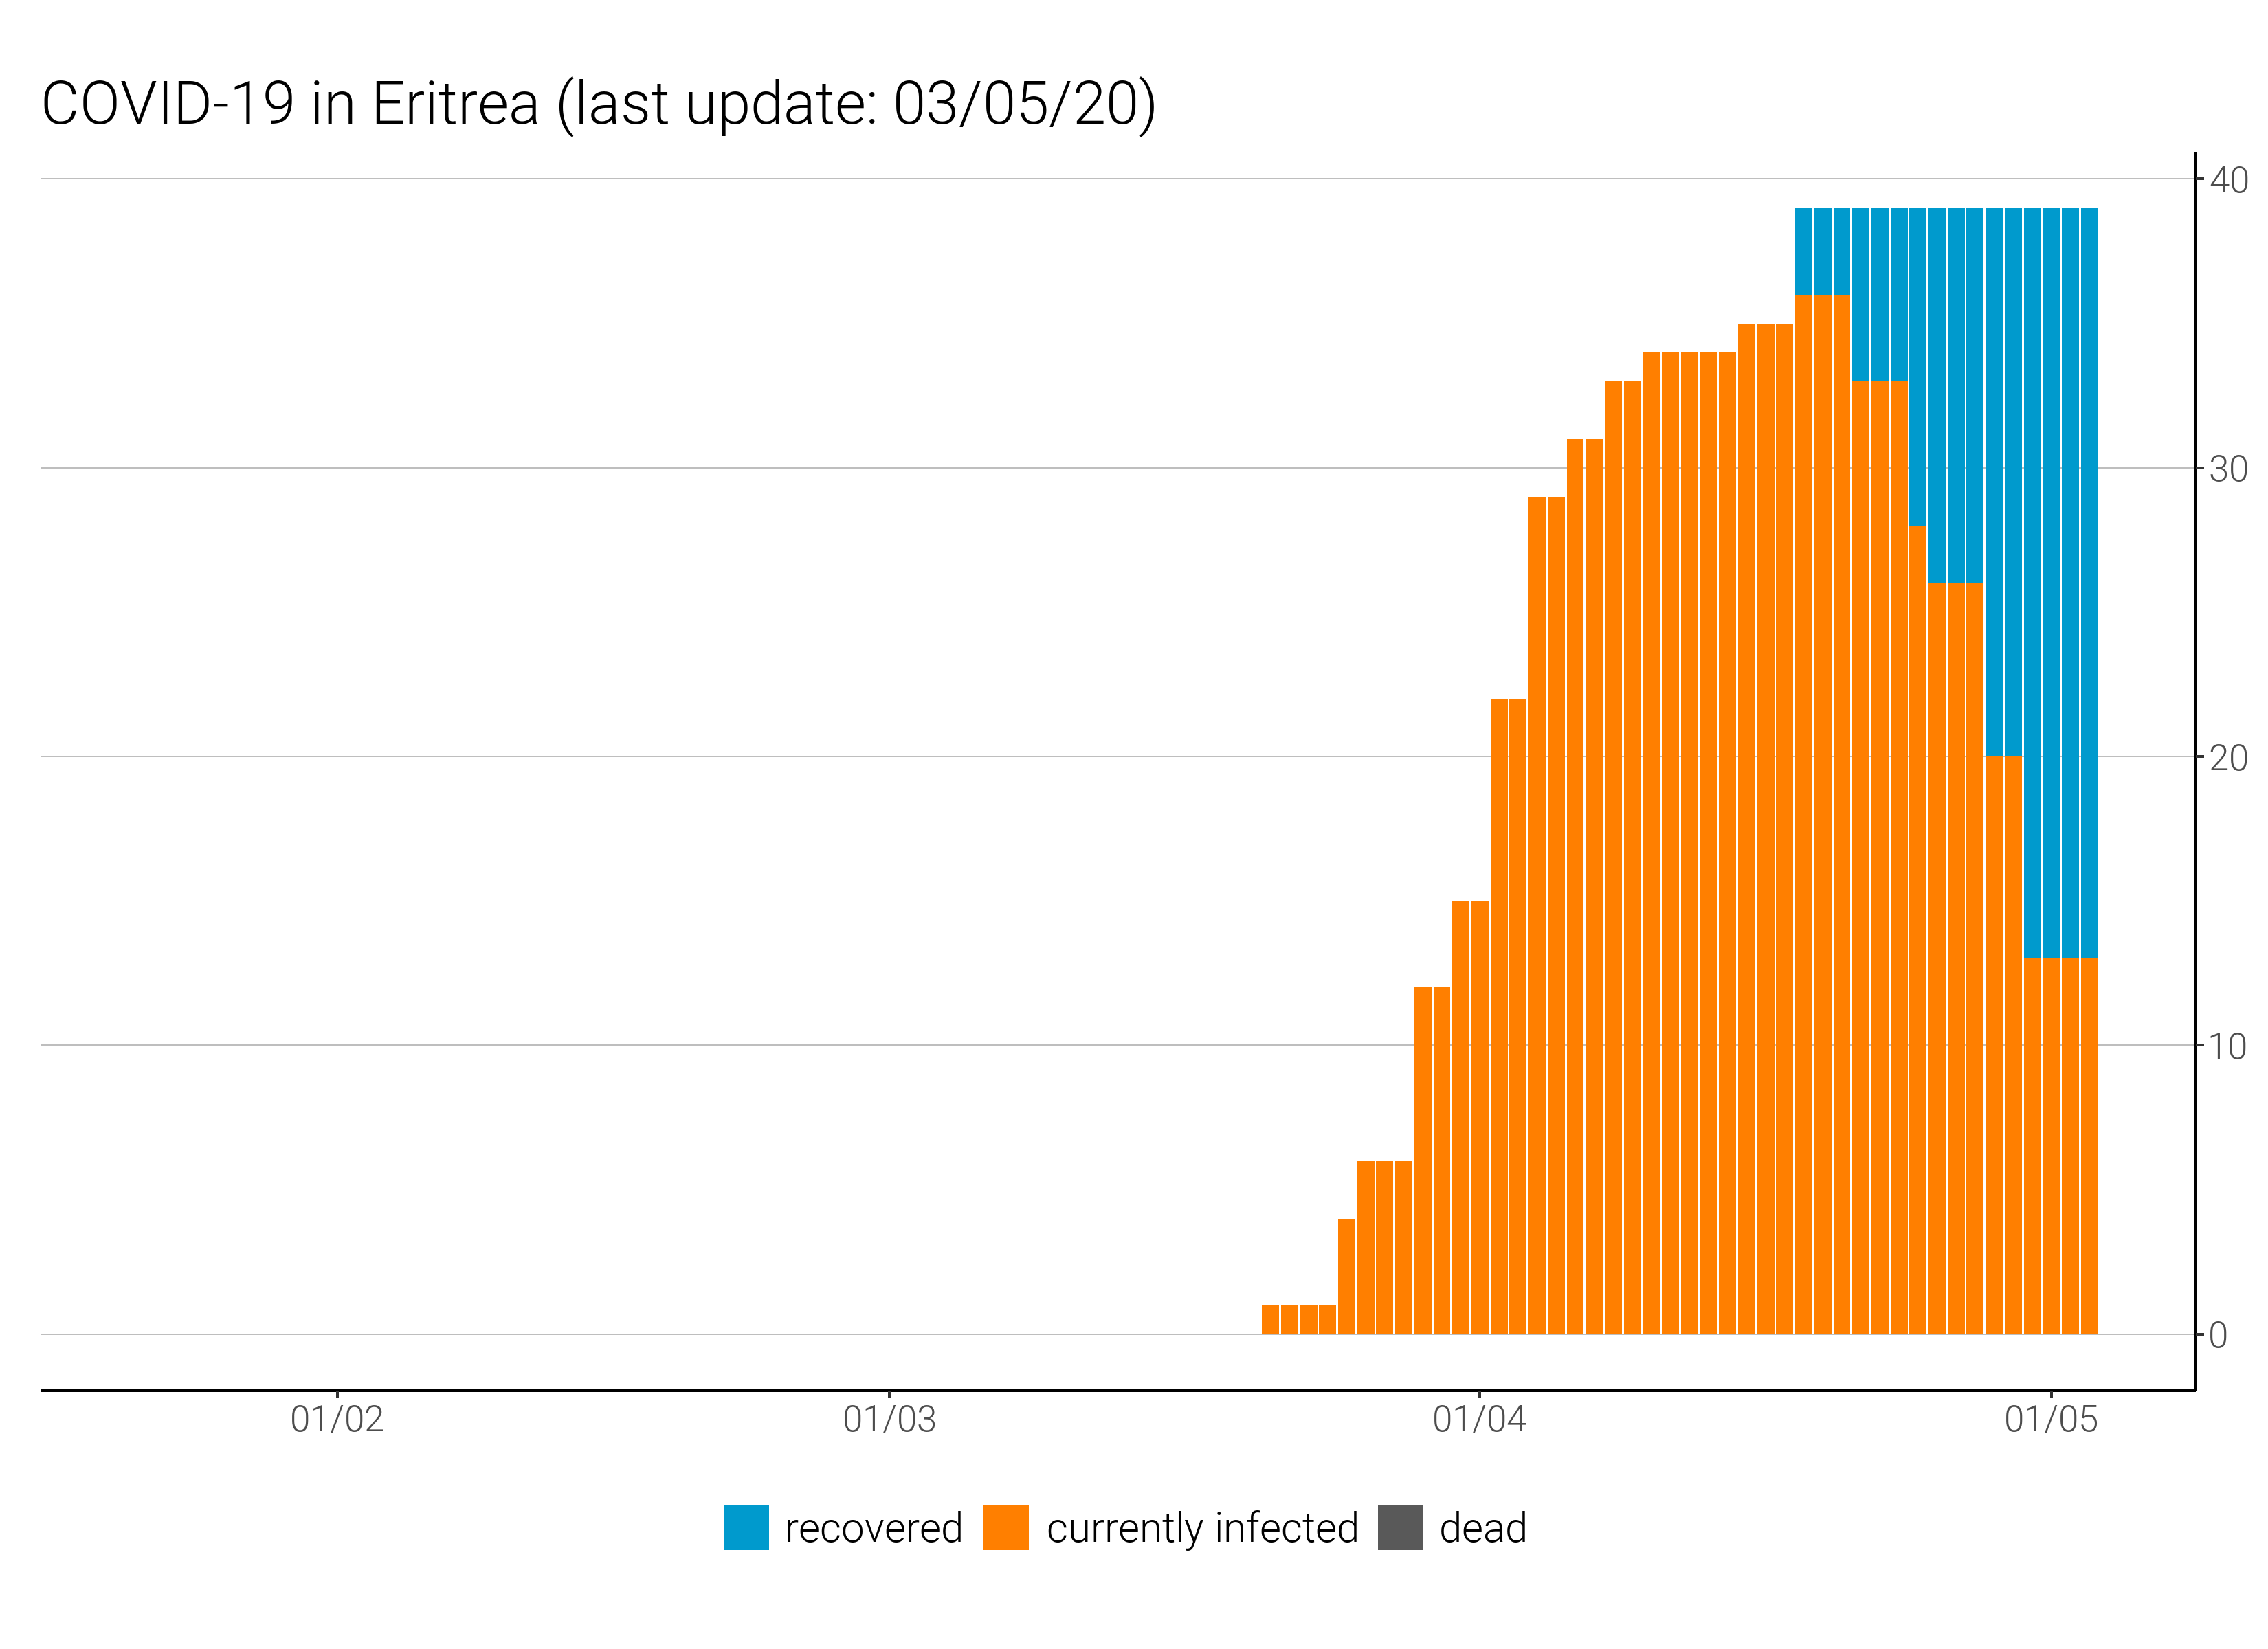 COVID-19 in Eritrea (last update: 03/05/20)
40
30
20
10
0
01/02 01/03 01/04 01/05
recovered currently infected dead